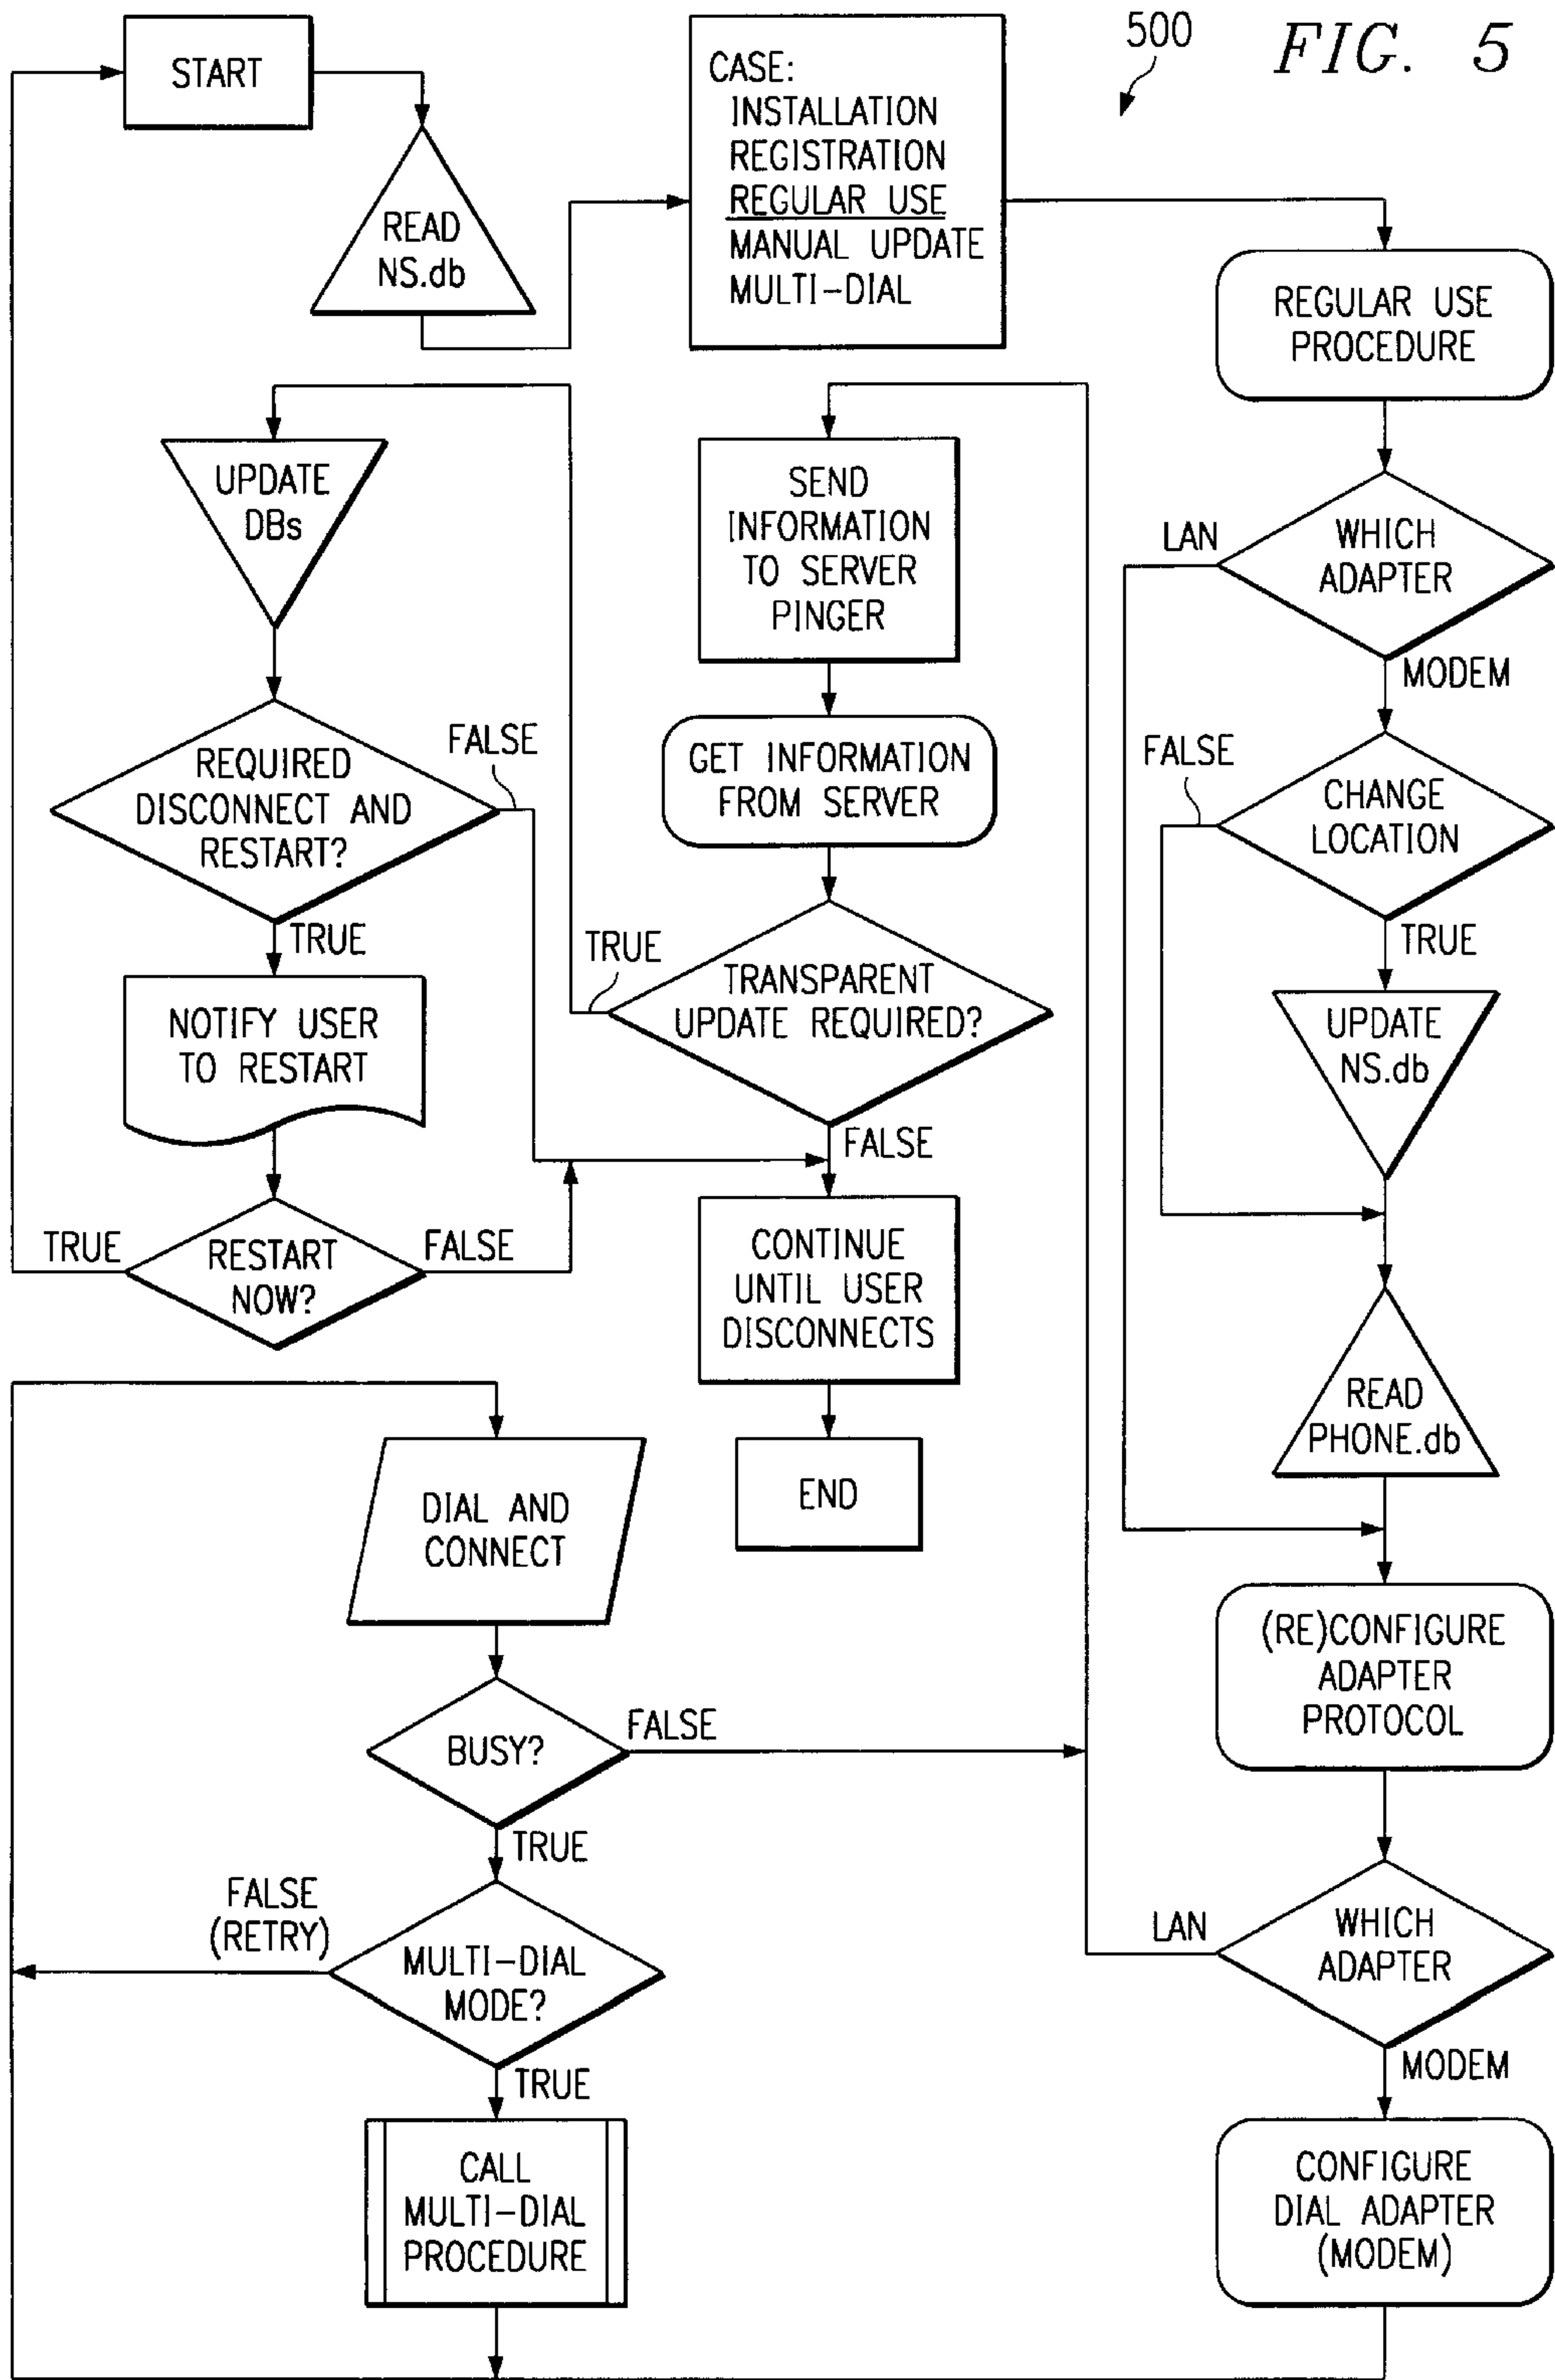 500
FIG. 5
START
READ
NS.db
CASE:
INSTALLATION
REGISTRATION
REGULAR USE
MANUAL UPDATE
MULTI-DIAL
REGULAR USE
PROCEDURE
WHICH
ADAPTER
LAN
MODEM
CHANGE
LOCATION
FALSE
TRUE
UPDATE
NS.db
READ
PHONE.db
(RE)CONFIGURE
ADAPTER
PROTOCOL
WHICH
ADAPTER
LAN
MODEM
CONFIGURE
DIAL ADAPTER
(MODEM)
DIAL AND
CONNECT
BUSY?
FALSE
TRUE
MULTI-DIAL
MODE?
FALSE
(RETRY)
TRUE
CALL
MULTI-DIAL
PROCEDURE
SEND
INFORMATION
TO SERVER
PINGER
GET INFORMATION
FROM SERVER
TRANSPARENT
UPDATE REQUIRED?
TRUE
FALSE
UPDATE
DBs
REQUIRED
DISCONNECT AND
RESTART?
FALSE
TRUE
NOTIFY USER
TO RESTART
RESTART
NOW?
TRUE
FALSE
CONTINUE
UNTIL USER
DISCONNECTS
END